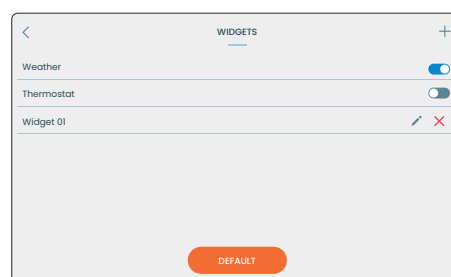 WIDGETS
Weather
Thermostat
Widget 01
DEFAULT